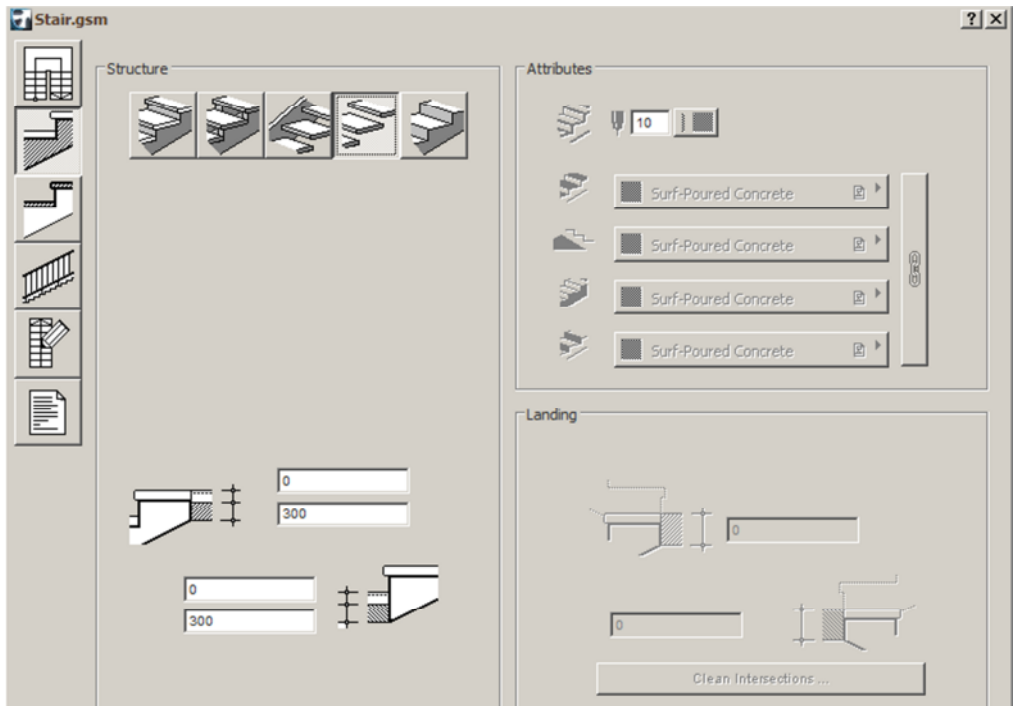 Stair.gsm
Structure
0
300
0
300
Attributes
10
Surf-Poured Concrete
Surf-Poured Concrete
Surf-Poured Concrete
Surf-Poured Concrete
Landing
0
0
Clean Intersections ...